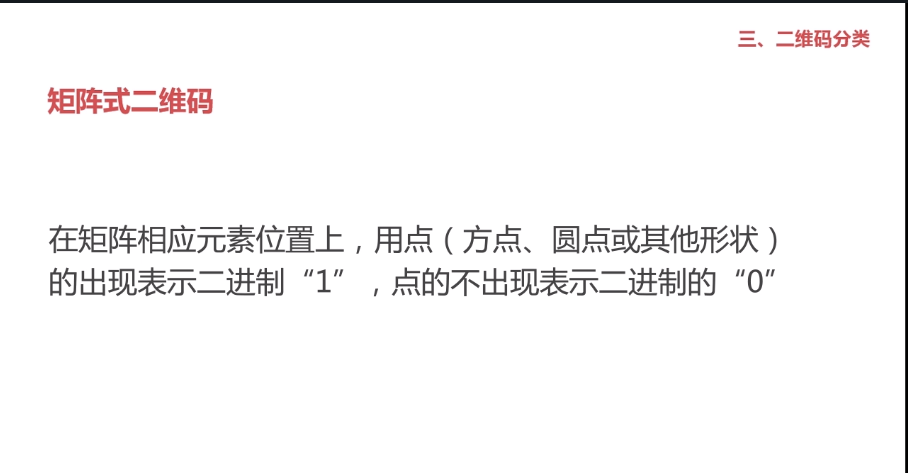 三、二维码分类
矩阵式二维码
在矩阵相应元素位置上，用点（方点、圆点或其他形状）
的出现表示二进制“1”，点的不出现表示二进制的“0”